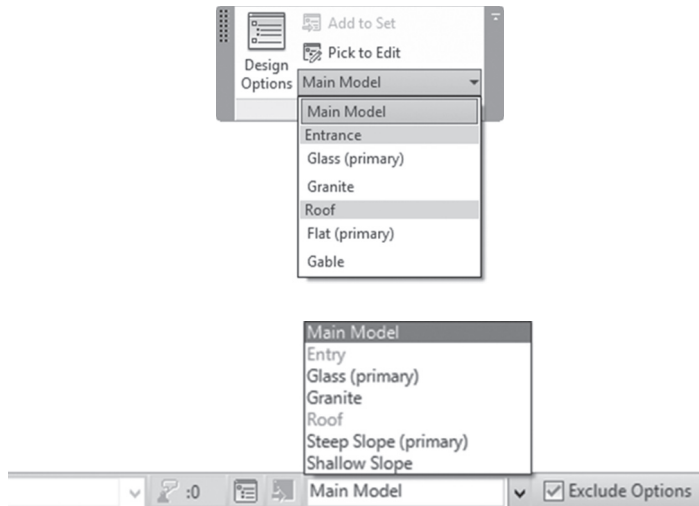 Add to Set
Pick to Edit
Design
Options
Main Model
Main Model
Entrance
Glass (primary)
Granite
Roof
Flat (primary)
Gable
Main Model
Entry
Glass (primary)
Granite
Roof
Steep Slope (primary)
Shallow Slope
:0
Main Model
Exclude Options